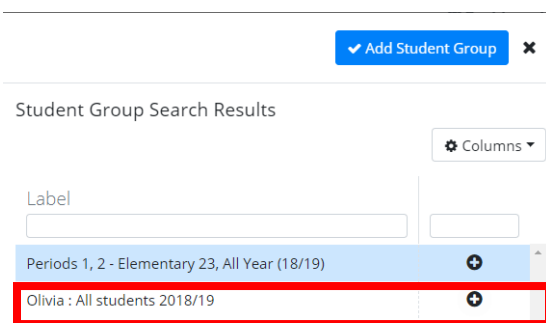 Add Student Group
Student Group Search Results
Columns
Label
Periods 1, 2 - Elementary 23, All Year (18/19)
Olivia : All students 2018/19